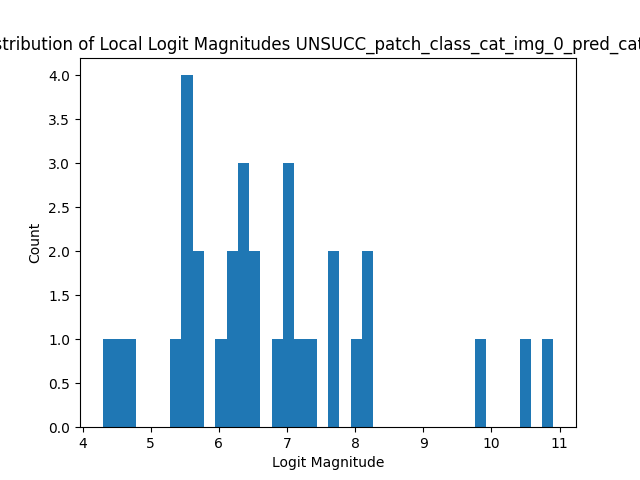 stribution of Local Logit Magnitudes UNSUCC_patch_class_cat_img_0_pred_cat
4.0
3.5
3.0
2.5
2.0
1.5
1.0
0.5
0.0
Count
4 5 6 7 8 9 10 11
Logit Magnitude